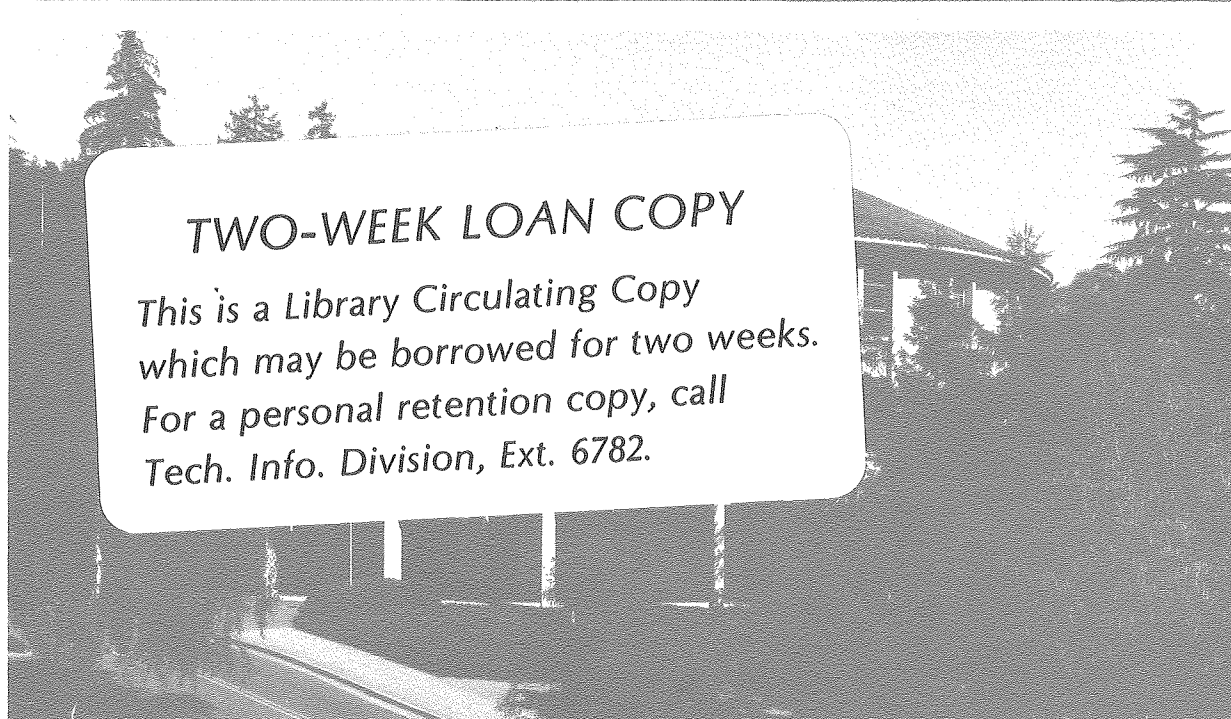 TWO-WEEK LOAN COPY
This is a Library Circulating Copy
which may be borrowed for two weeks.
For a personal retention copy, call
Tech. Info. Division, Ext. 6782.